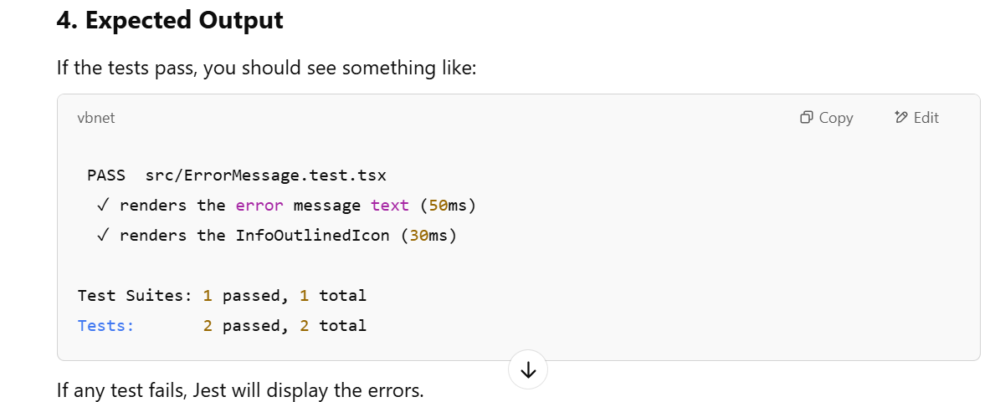 4. Expected Output
If the tests pass, you should see something like:
vbnet Copy Edit
PASS  src/ErrorMessage.test.tsx
✓ renders the error message text (50ms)
✓ renders the InfoOutlinedIcon (30ms)
Test Suites: 1 passed, 1 total
Tests:       2 passed, 2 total
If any test fails, Jest will display the errors.